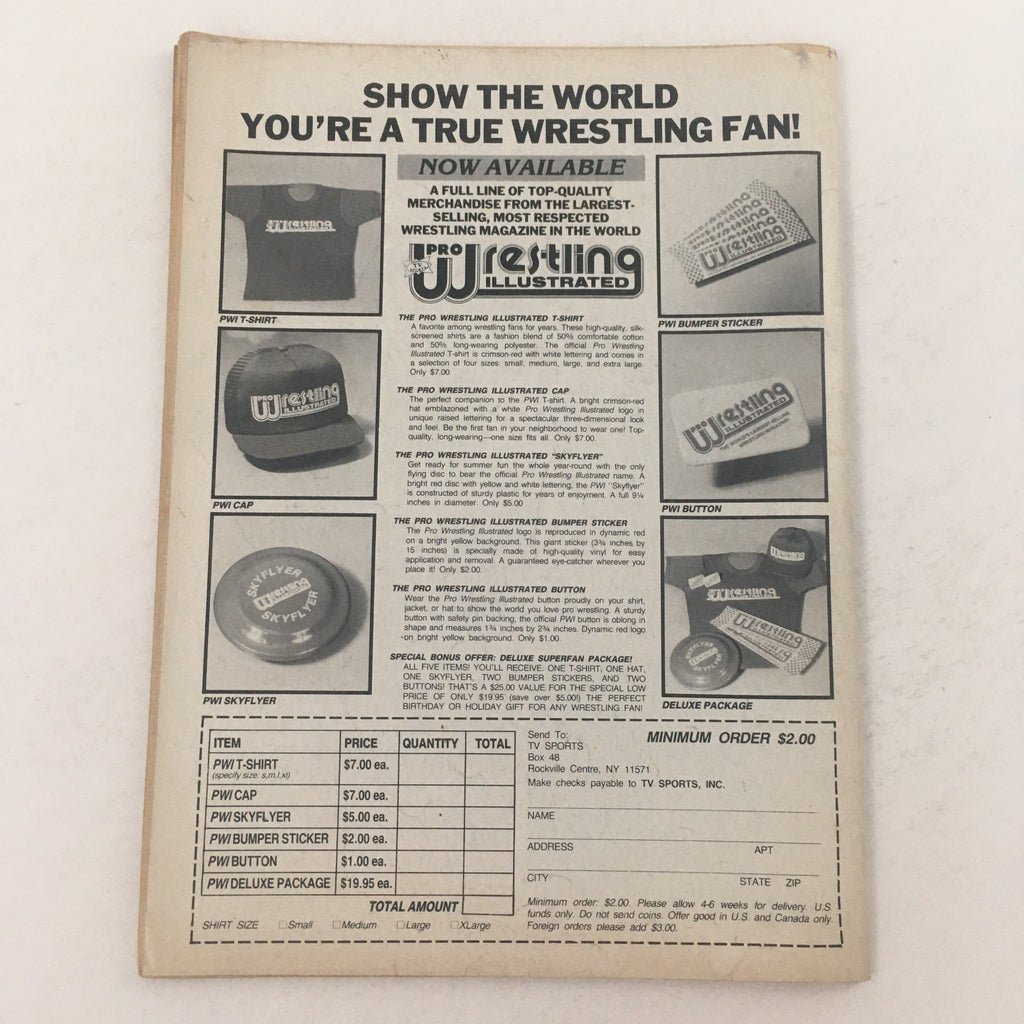 SHOW THE WORLD
YOU'RE A TRUE WRESTLING FAN!
NOW AVAILABLE
A FULL LINE OF TOP-QUALITY
MERCHANDISE FROM THE LARGEST-
SELLING, MOST RESPECTED
WRESTLING MAGAZINE IN THE WORLD
PRO
Wrestling
ILLUSTRATED
Wrestling
PWI T-SHIRT
Wrestling
ILLUSTRATED
PWI CAP
SKYFLYER
Wrestling
SKYFLYER
PWI SKYFLYER
THE PRO WRESTLING ILLUSTRATED T-SHIRT
A favorite among wrestling fans for years. These high-quality, silk-
screened shirts are a fashion blend of 50% comfortable cotton
and 50% long-wearing polyester. The official Pro Wrestling
Illustrated T-shirt is crimson-red with white lettering and comes in
a selection of four sizes: small, medium, large, and extra large.
Only $7.00.
THE PRO WRESTLING ILLUSTRATED CAP
The perfect companion to the PWI T-shirt. A bright crimson-
red hat emblazoned with a white Pro Wrestling Illustrated logo in
unique raised lettering for a spectacular three-dimensional look
and feel. Be the first fan in your neighborhood to wear one! Top-
quality, long-wearing—one size fits all. Only $7.00.
THE PRO WRESTLING ILLUSTRATED "SKYFLYER"
Get ready for summer fun the whole year-round with the only
flying disc to bear the official Pro Wrestling Illustrated name. A
bright red disc with yellow and white lettering, the PWI "Skyflyer"
is constructed of sturdy plastic for years of enjoyment. A full 9¼
inches in diameter. Only $5.00
THE PRO WRESTLING ILLUSTRATED BUMPER STICKER
The Pro Wrestling Illustrated logo is reproduced in dynamic red
on a bright yellow background. This giant sticker (3¾ inches by
15 inches) is specially made of high-quality vinyl for easy
application and removal. A guaranteed eye-catcher wherever you
place it! Only $2.00.
THE PRO WRESTLING ILLUSTRATED BUTTON
Wear the Pro Wrestling Illustrated button proudly on your shirt,
jacket, or hat to show the world you love pro wrestling. A sturdy
button with safety pin backing, the official PWI button is oblong in
shape and measures 1¾ inches by 2¾ inches. Dynamic red logo
on bright yellow background. Only $1.00.
SPECIAL BONUS OFFER: DELUXE SUPERFAN PACKAGE!
ALL FIVE ITEMS! YOU'LL RECEIVE: ONE T-SHIRT, ONE HAT,
ONE SKYFLYER, TWO BUMPER STICKERS, AND TWO
BUTTONS! THAT'S A $25.00 VALUE FOR THE SPECIAL LOW
PRICE OF ONLY $19.95 (save over $5.00!) THE PERFECT
BIRTHDAY OR HOLIDAY GIFT FOR ANY WRESTLING FAN!
Wrestling
ILLUSTRATED
PWI BUMPER STICKER
PRO
Wrestling
ILLUSTRATED
THE WORLD'S LARGEST-SELLING
WRESTLING MAGAZINE!
PWI BUTTON
Wrestling
Wrestling
SKYFLYER
SKYFLYER
DELUXE PACKAGE
ITEM PRICE QUANTITY TOTAL
PWI T-SHIRT $7.00 ea.
(specify size: s,m,l,xl)
PWI CAP $7.00 ea.
PWI SKYFLYER $5.00 ea.
PWI BUMPER STICKER $2.00 ea.
PWI BUTTON $1.00 ea.
PWI DELUXE PACKAGE $19.95 ea.
TOTAL AMOUNT
SHIRT SIZE Small Medium Large XLarge
Send To:
TV SPORTS
Box 48
Rockville Centre, NY 11571
MINIMUM ORDER $2.00
Make checks payable to TV SPORTS, INC.
NAME
ADDRESS APT
CITY STATE ZIP
Minimum order: $2.00. Please allow 4-6 weeks for delivery. U.S.
funds only. Do not send coins. Offer good in U.S. and Canada only.
Foreign orders please add $3.00.